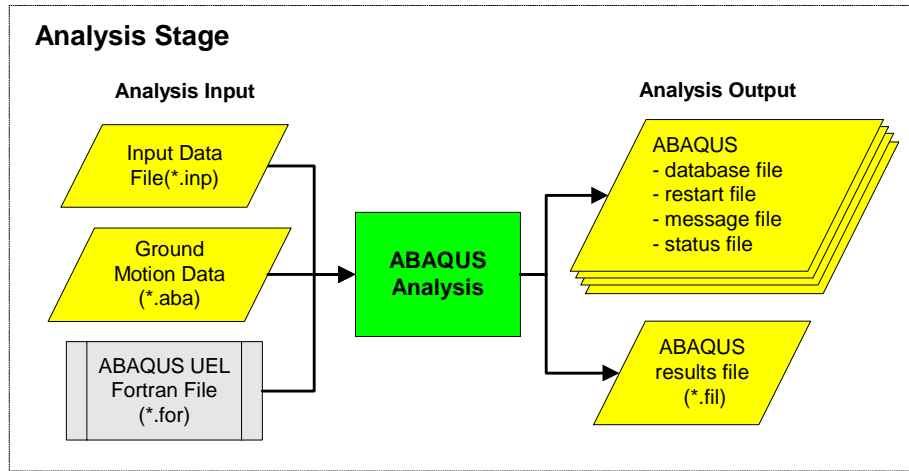 Analysis Stage
Analysis Input
Input Data
File(*.inp)
Ground
Motion Data
(*.aba)
ABAQUS UEL
Fortran File
(*.for)
ABAQUS
Analysis
Analysis Output
ABAQUS
- database file
- restart file
- message file
- status file
ABAQUS
results file
(*.fil)